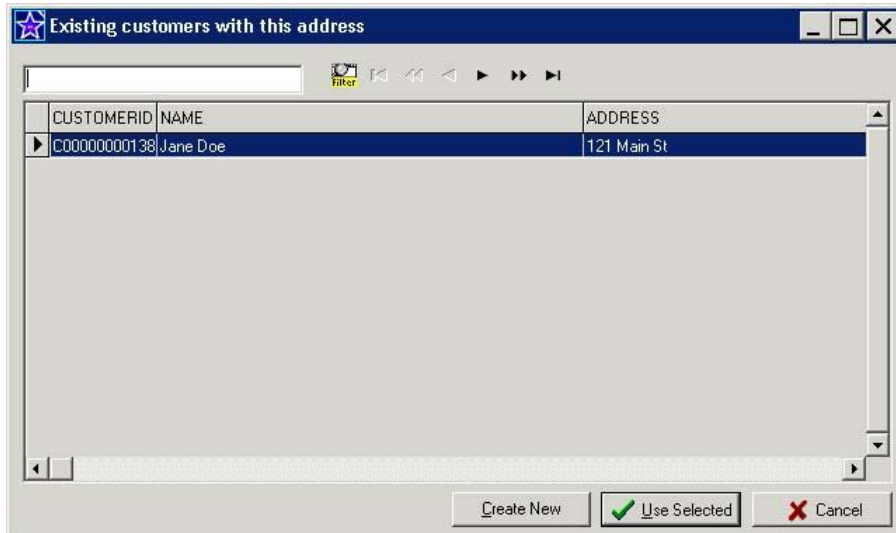 Existing customers with this address
Filter
CUSTOMERID NAME ADDRESS
C00000000138 Jane Doe 121 Main St
Create New Use Selected Cancel